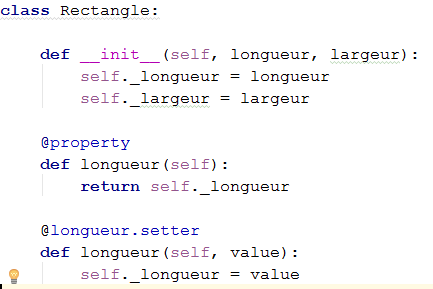 class Rectangle:
def __init__(self, longueur, largeur):
self._longueur = longueur
self._largeur = largeur
@property
def longueur(self):
return self._longueur
@longueur.setter
def longueur(self, value):
self._longueur = value